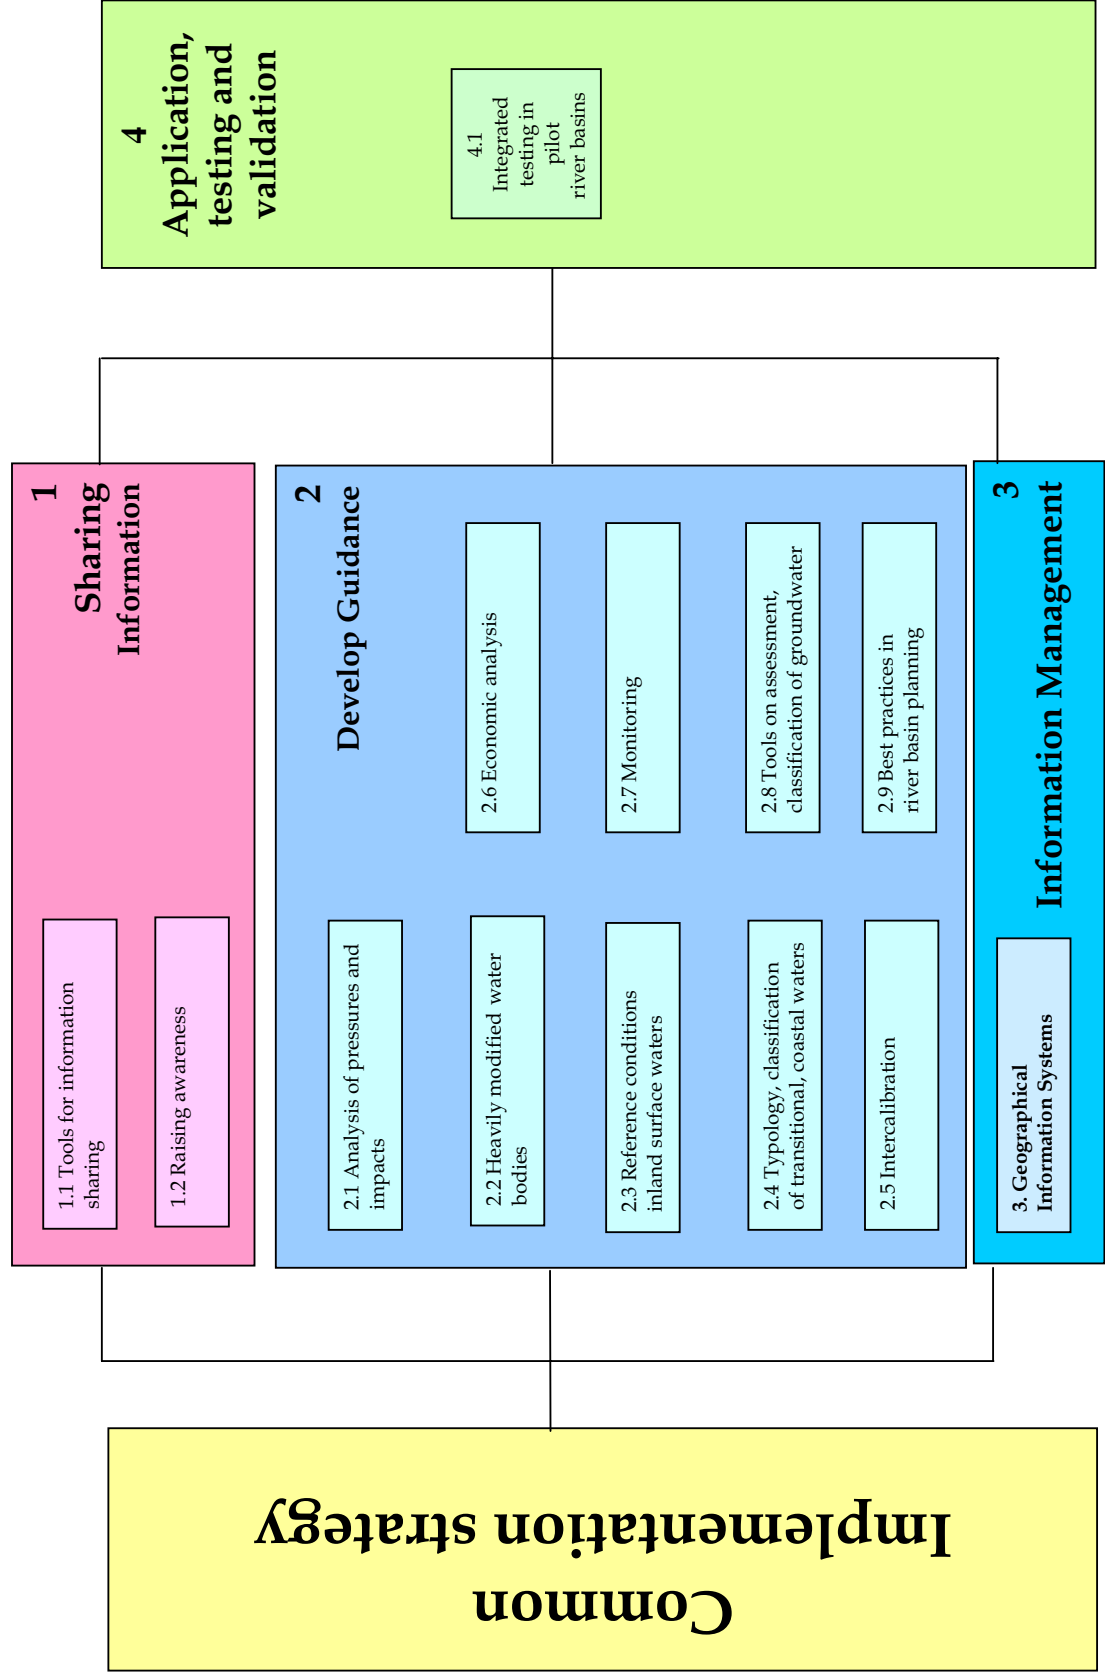 Common
Implementation strategy
1
Sharing
Information
1.1 Tools for information
sharing
1.2 Raising awareness
2
Develop Guidance
2.1 Analysis of pressures and
impacts
2.2 Heavily modified water
bodies
2.3 Reference conditions
inland surface waters
2.4 Typology, classification
of transitional, coastal waters
2.5 Intercalibration
2.6 Economic analysis
2.7 Monitoring
2.8 Tools on assessment,
classification of groundwater
2.9 Best practices in
river basin planning
3
Information Management
3. Geographical
Information Systems
4
Application,
testing and
validation
4.1
Integrated
testing in
pilot
river basins